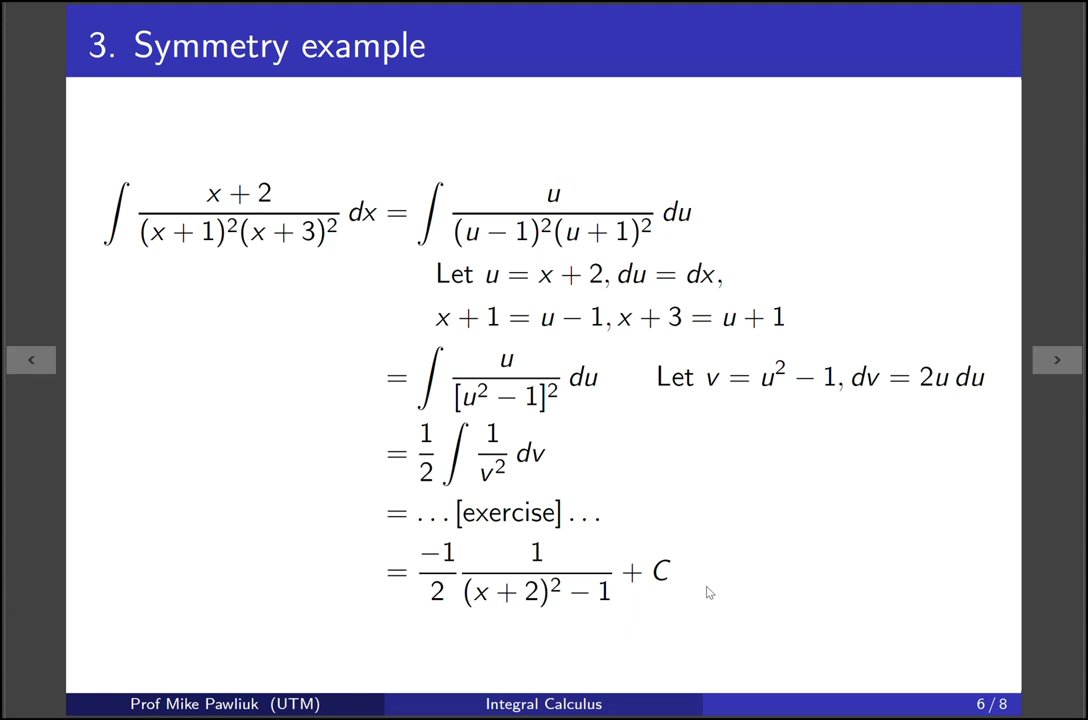 3. Symmetry example
∫ x + 2 / (x + 1)²(x + 3)² dx = ∫ u / (u − 1)²(u + 1)² du
Let u = x + 2, du = dx,
x + 1 = u − 1, x + 3 = u + 1
= ∫ u / [u² − 1]² du Let v = u² − 1, dv = 2u du
= 1/2 ∫ 1/v² dv
= . . . [exercise] . . .
= −1/2 1/(x + 2)² − 1 + C
Prof Mike Pawliuk (UTM) Integral Calculus 6 / 8